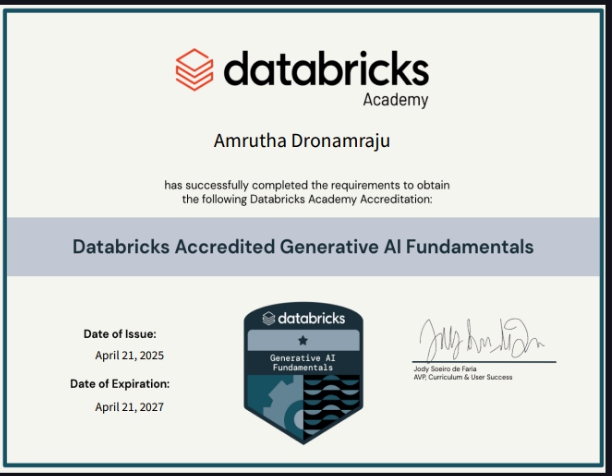 databricks
Academy
Amrutha Dronamraju
has successfully completed the requirements to obtain
the following Databricks Academy Accreditation:
Databricks Accredited Generative AI Fundamentals
Date of Issue:
April 21, 2025
Date of Expiration:
April 21, 2027
databricks
Generative AI
Fundamentals
Jody Soeiro de Faria
AVP, Curriculum & User Success